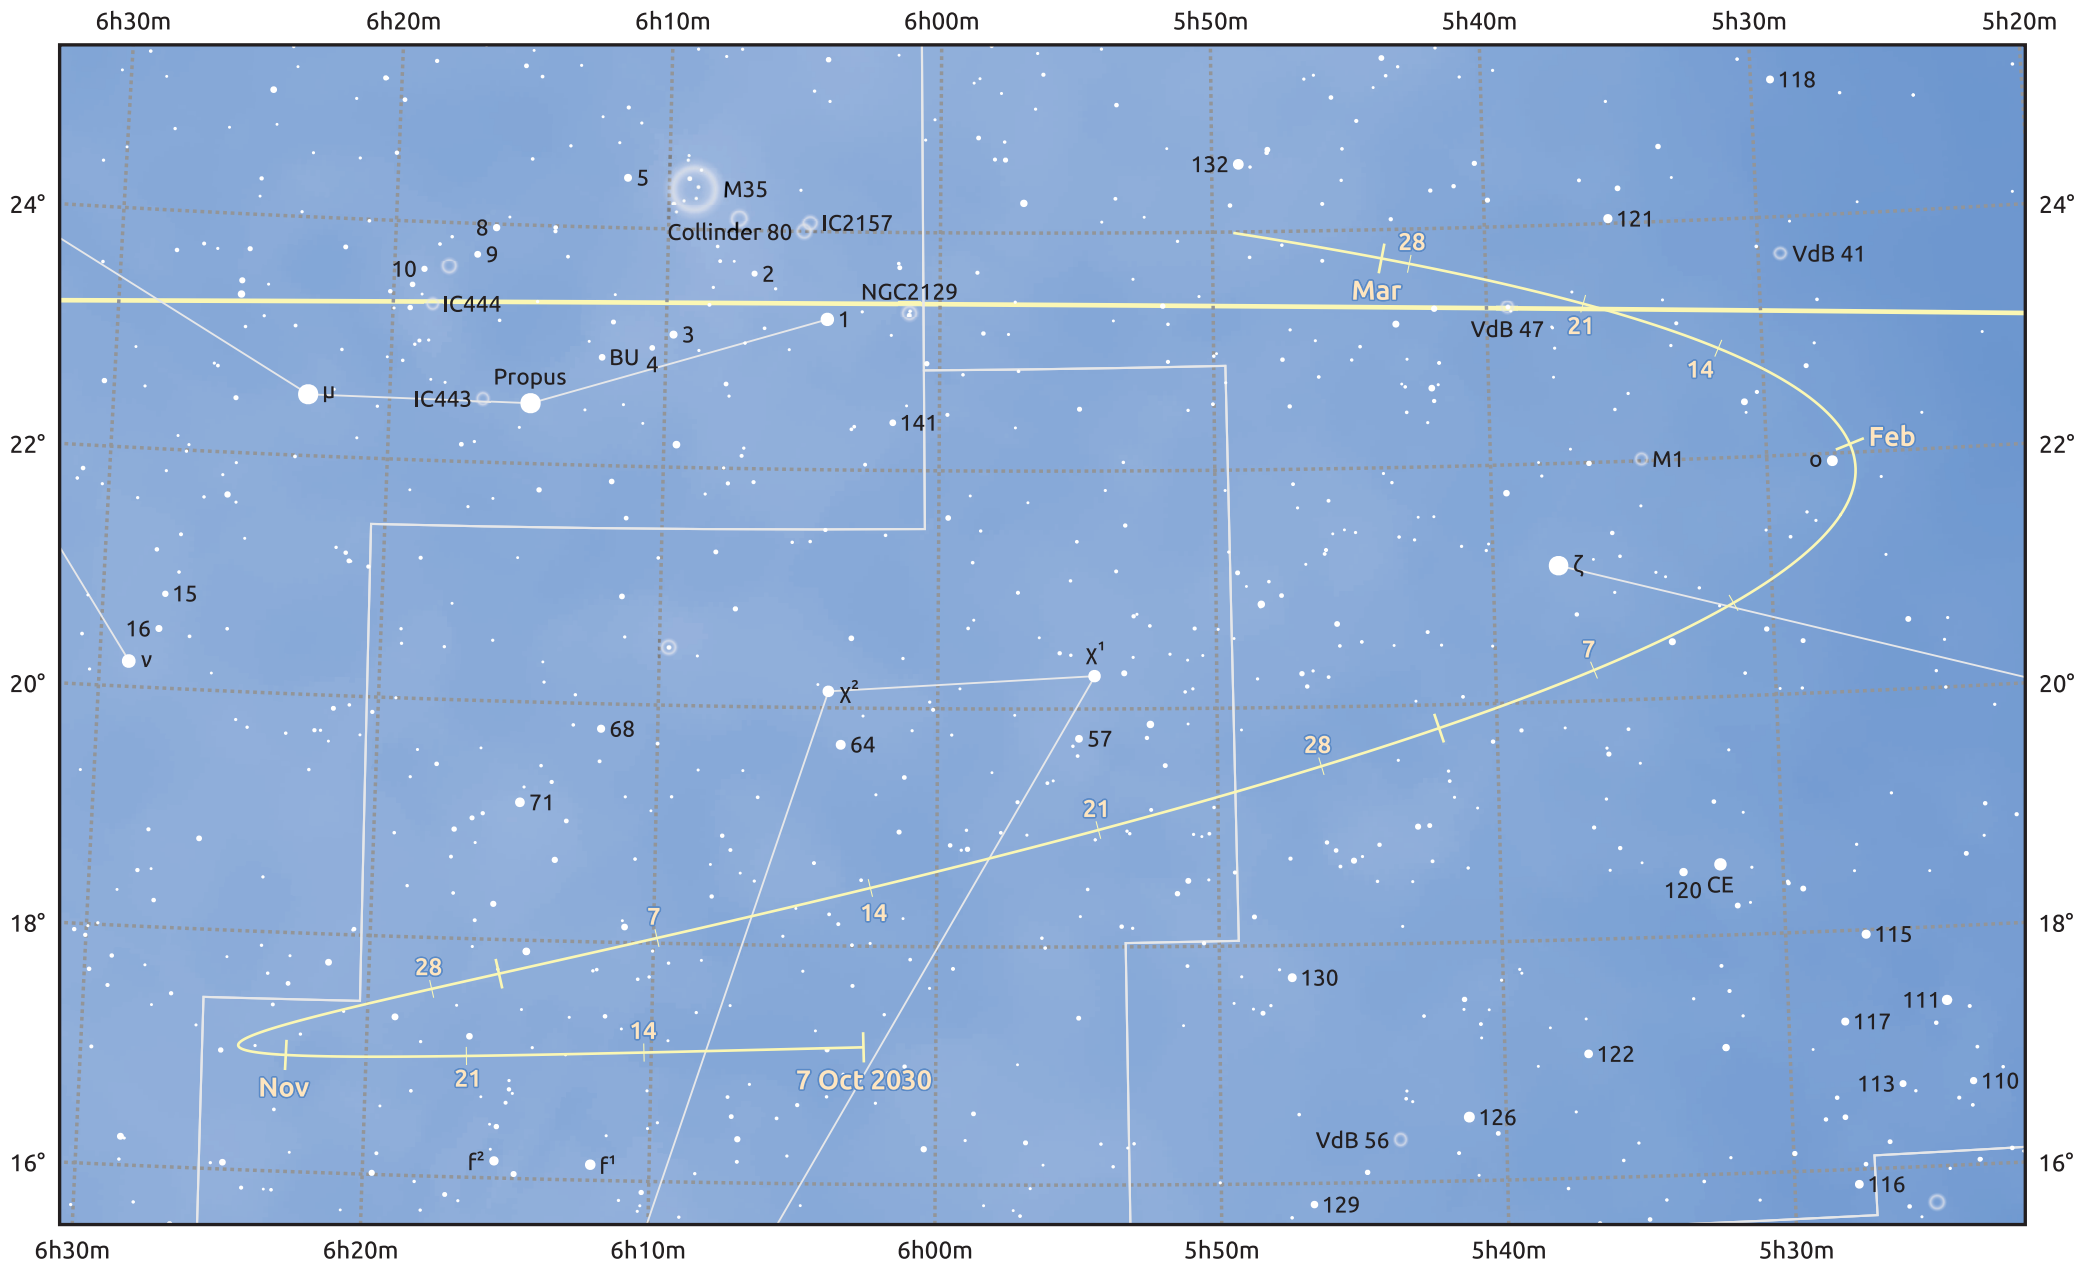 6h30m 6h20m 6h10m 6h00m 5h50m 5h40m 5h30m 5h20m
118
132
5
M35
24° 24°
121
IC2157
8
Collinder 80
28
9
VdB 41
10
2
Mar
NGC2129
IC444
1
21
VdB 47
3
BU
4
14
Propus
μ
IC443
141
Feb
22° 22°
M1
ο
ζ
15
16
7
χ¹
ν
20° 20°
χ²
68
57
64
28
71
21
120 CE
14
7
18° 18°
115
28
130
111
117
14
122
21
7 Oct 2030
110
113
Nov
126
VdB 56
f² f¹
16° 16°
116
129
6h30m 6h20m 6h10m 6h00m 5h50m 5h40m 5h30m